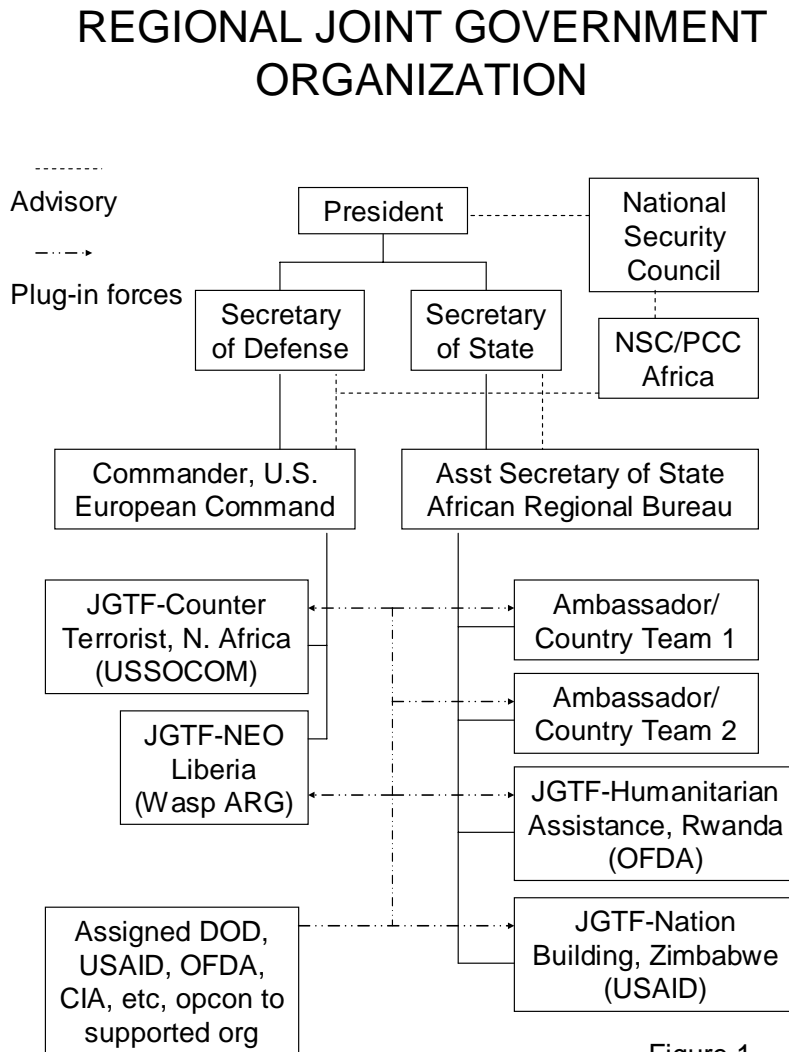 REGIONAL JOINT GOVERNMENT
ORGANIZATION
Advisory
Plug-in forces
President
National
Security
Council
Secretary
of Defense
Secretary
of State
NSC/PCC
Africa
Commander, U.S.
European Command
Asst Secretary of State
African Regional Bureau
JGTF-Counter
Terrorist, N. Africa
(USSOCOM)
Ambassador/
Country Team 1
JGTF-NEO
Liberia
(Wasp ARG)
Ambassador/
Country Team 2
JGTF-Humanitarian
Assistance, Rwanda
(OFDA)
Assigned DOD,
USAID, OFDA,
CIA, etc, opcon to
supported org
JGTF-Nation
Building, Zimbabwe
(USAID)
Figure 1